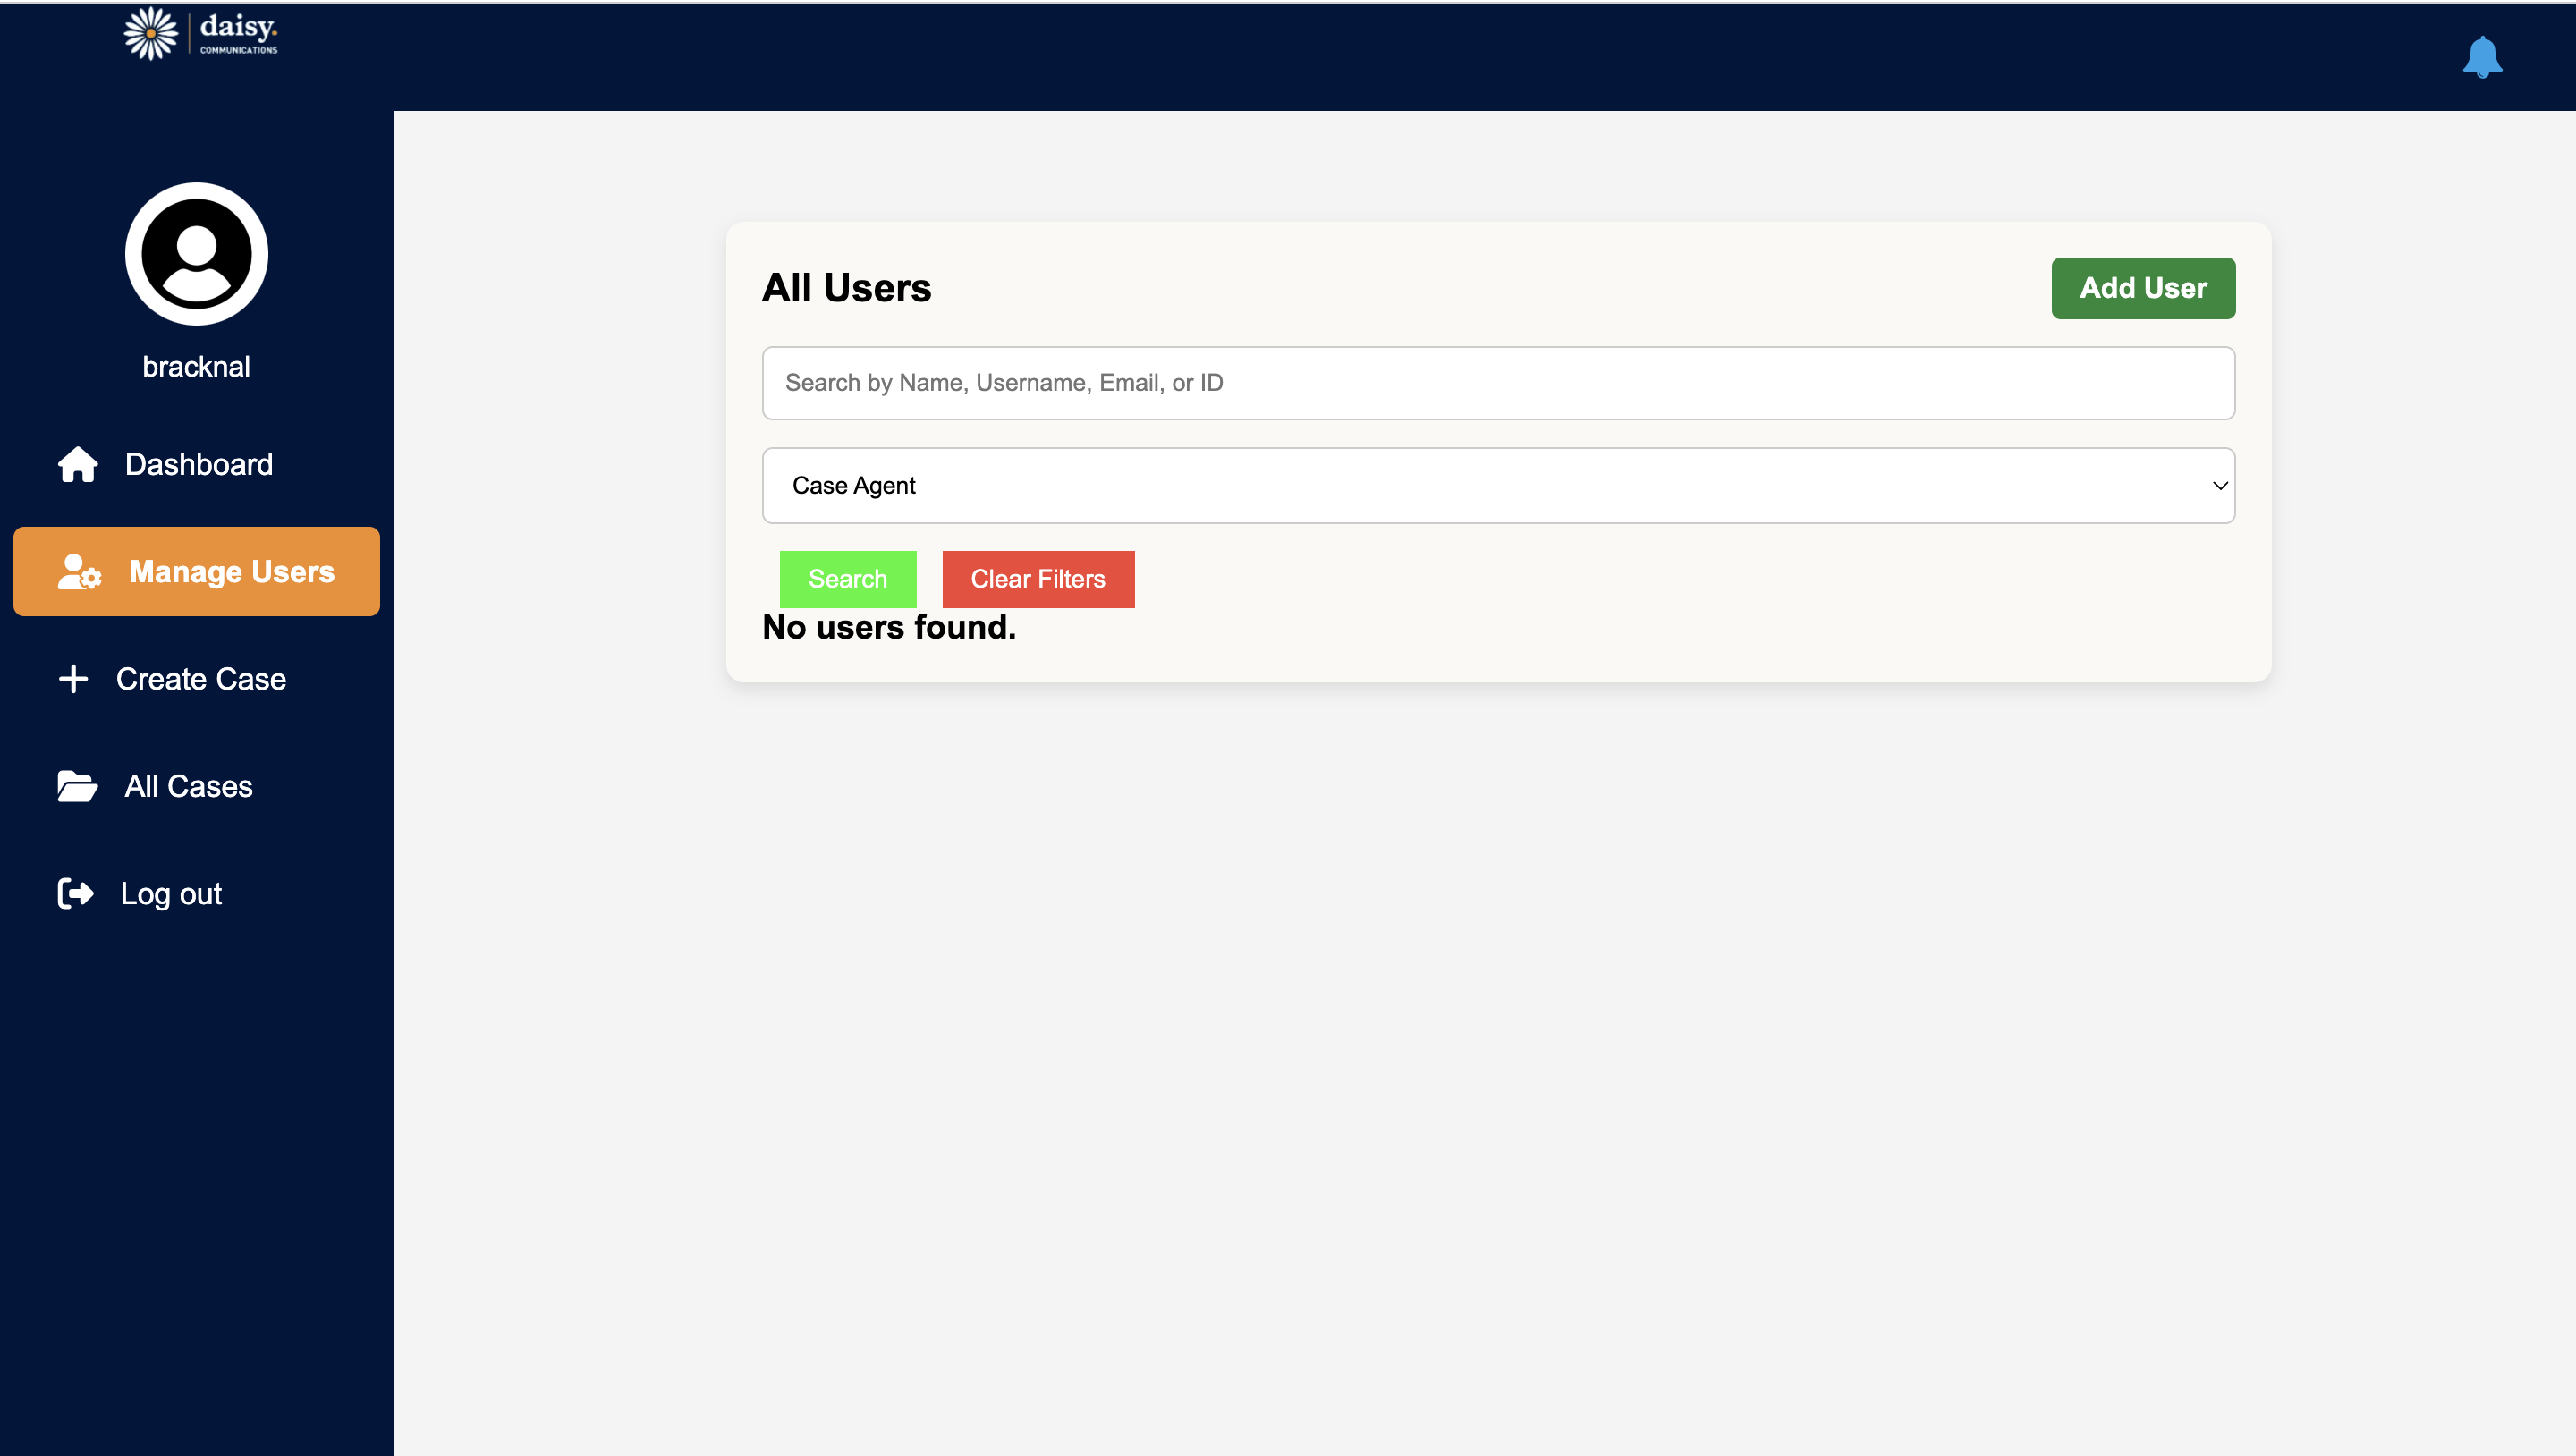 daisy.
COMMUNICATIONS
bracknal
Dashboard
Manage Users
Create Case
All Cases
Log out
All Users
Add User
Search by Name, Username, Email, or ID
Case Agent
Search
Clear Filters
No users found.